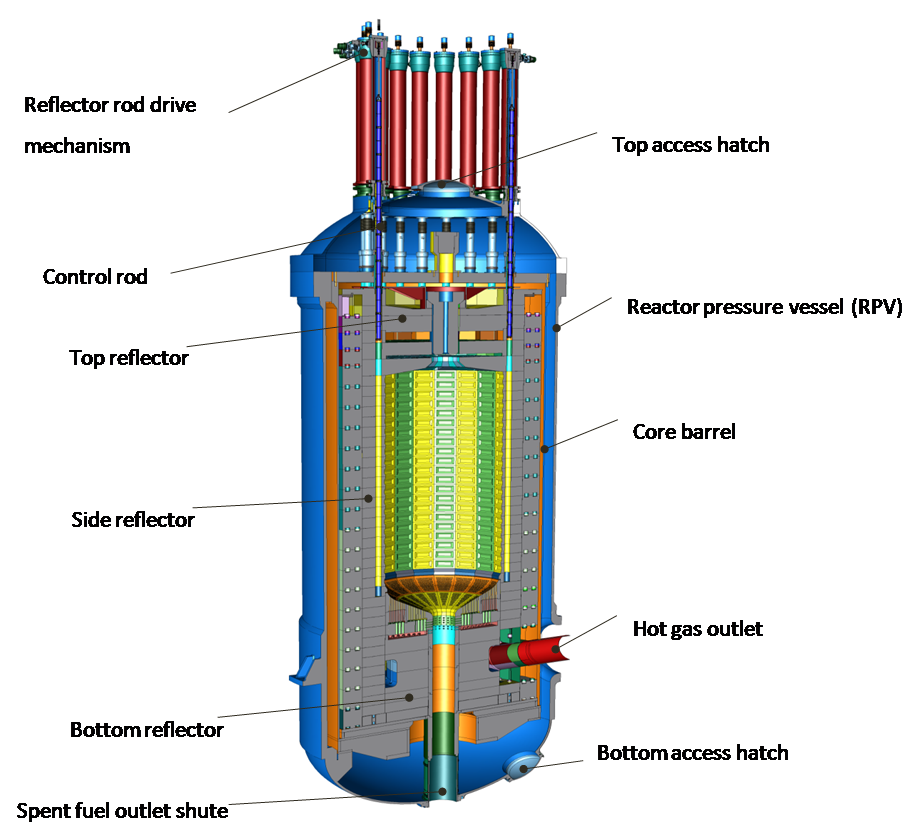 Reflector rod drive
mechanism
Top access hatch
Control rod
Reactor pressure vessel (RPV)
Top reflector
Core barrel
Side reflector
Hot gas outlet
Bottom reflector
Bottom access hatch
Spent fuel outlet shute